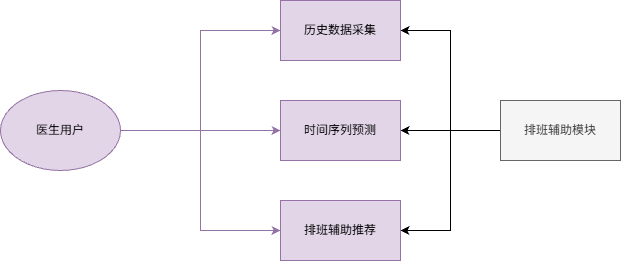 历史数据采集
医生用户
时间序列预测
排班辅助模块
排班辅助推荐